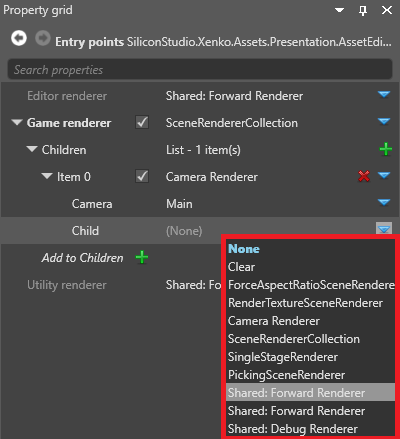 Property grid
Entry points SiliconStudio.Xenko.Assets.Presentation.AssetEdi...
Search properties
Editor renderer Shared: Forward Renderer
Game renderer SceneRendererCollection
Children List - 1 item(s)
Item 0 Camera Renderer
Camera Main
Child (None)
None
Add to Children
Clear
Utility renderer Shared: Fo
ForceAspectRatioSceneRendere
RenderTextureSceneRenderer
Camera Renderer
SceneRendererCollection
SingleStageRenderer
PickingSceneRenderer
Shared: Forward Renderer
Shared: Forward Renderer
Shared: Debug Renderer